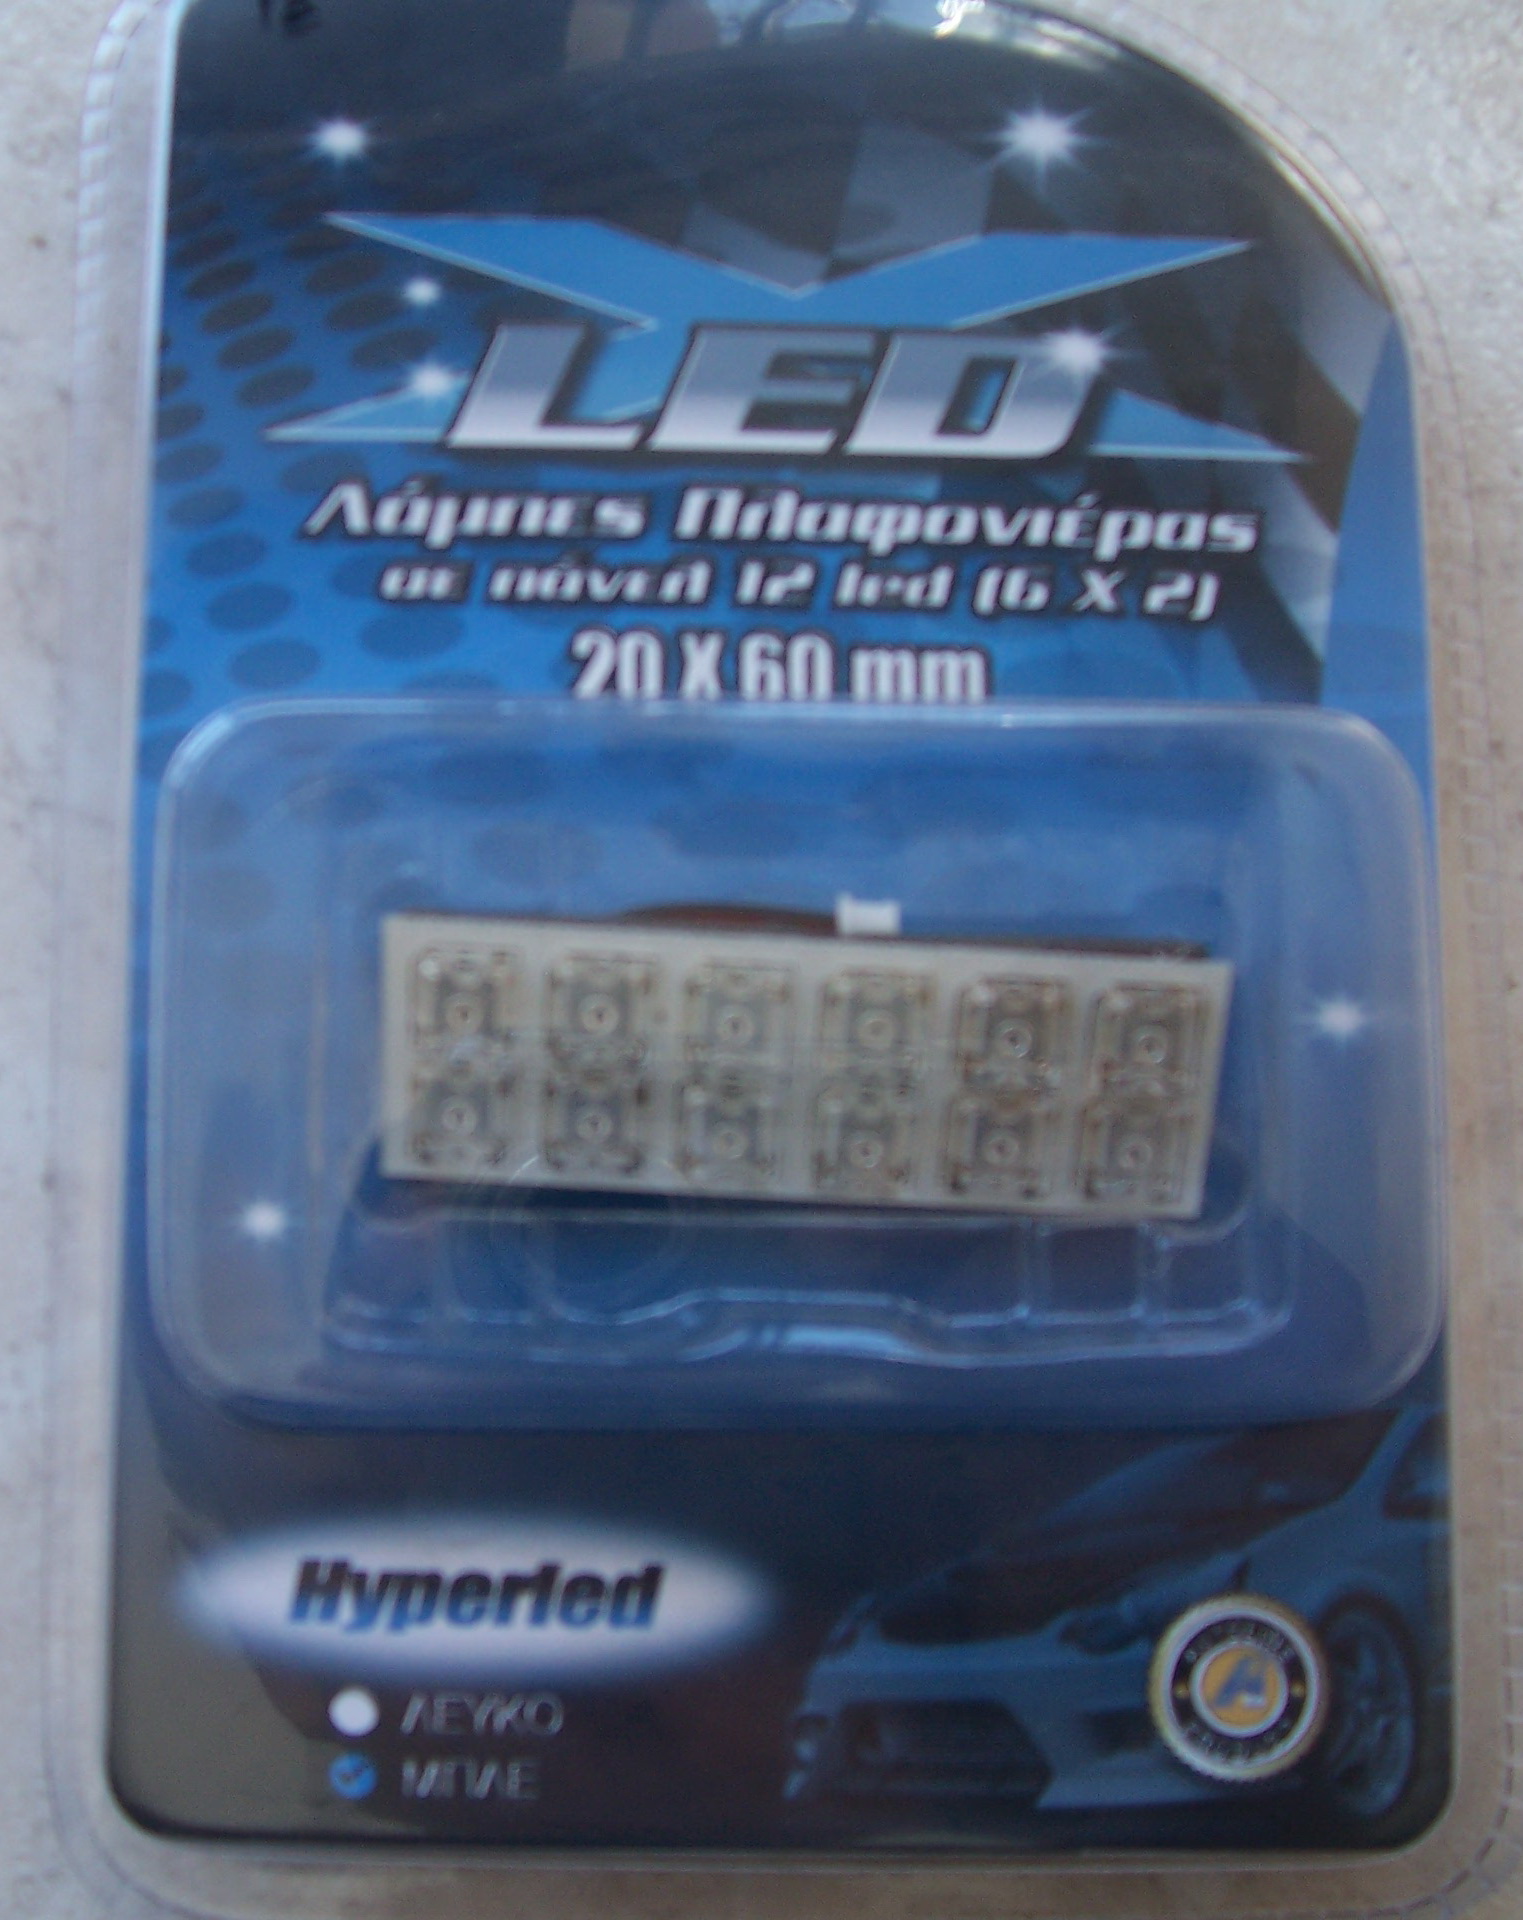 X
LED
Λάμπες Πλαφονιέρας
σε πάνελ 12 led (6 X 2)
20 X 60 mm
Hyperled
ΛΕΥΚΟ
ΜΠΛΕ